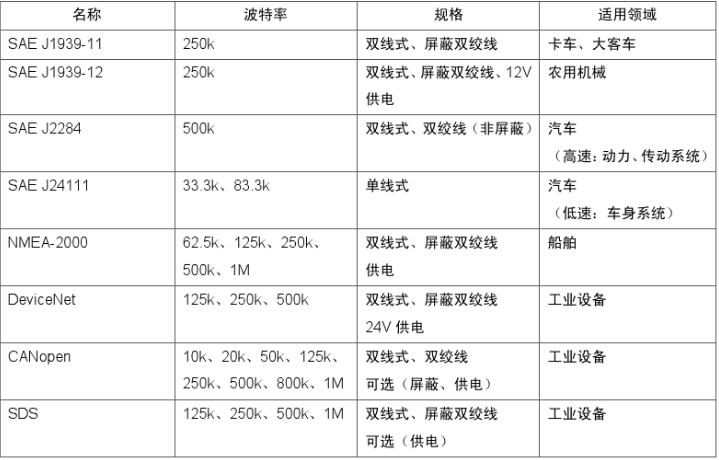 名称 波特率 规格 适用领域
SAE J1939-11 250k 双线式、屏蔽双绞线 卡车、大客车
SAE J1939-12 250k 双线式、屏蔽双绞线、12V 农用机械
供电
SAE J2284 500k 双线式、双绞线（非屏蔽） 汽车
（高速：动力、传动系统）
SAE J24111 33.3k、83.3k 单线式 汽车
（低速：车身系统）
NMEA-2000 62.5k、125k、250k、 双线式、屏蔽双绞线 船舶
500k、1M 供电
DeviceNet 125k、250k、500k 双线式、屏蔽双绞线 工业设备
24V 供电
CANopen 10k、20k、50k、125k、 双线式、双绞线 工业设备
250k、500k、800k、1M 可选（屏蔽、供电）
SDS 125k、250k、500k、1M 双线式、屏蔽双绞线 工业设备
可选（供电）